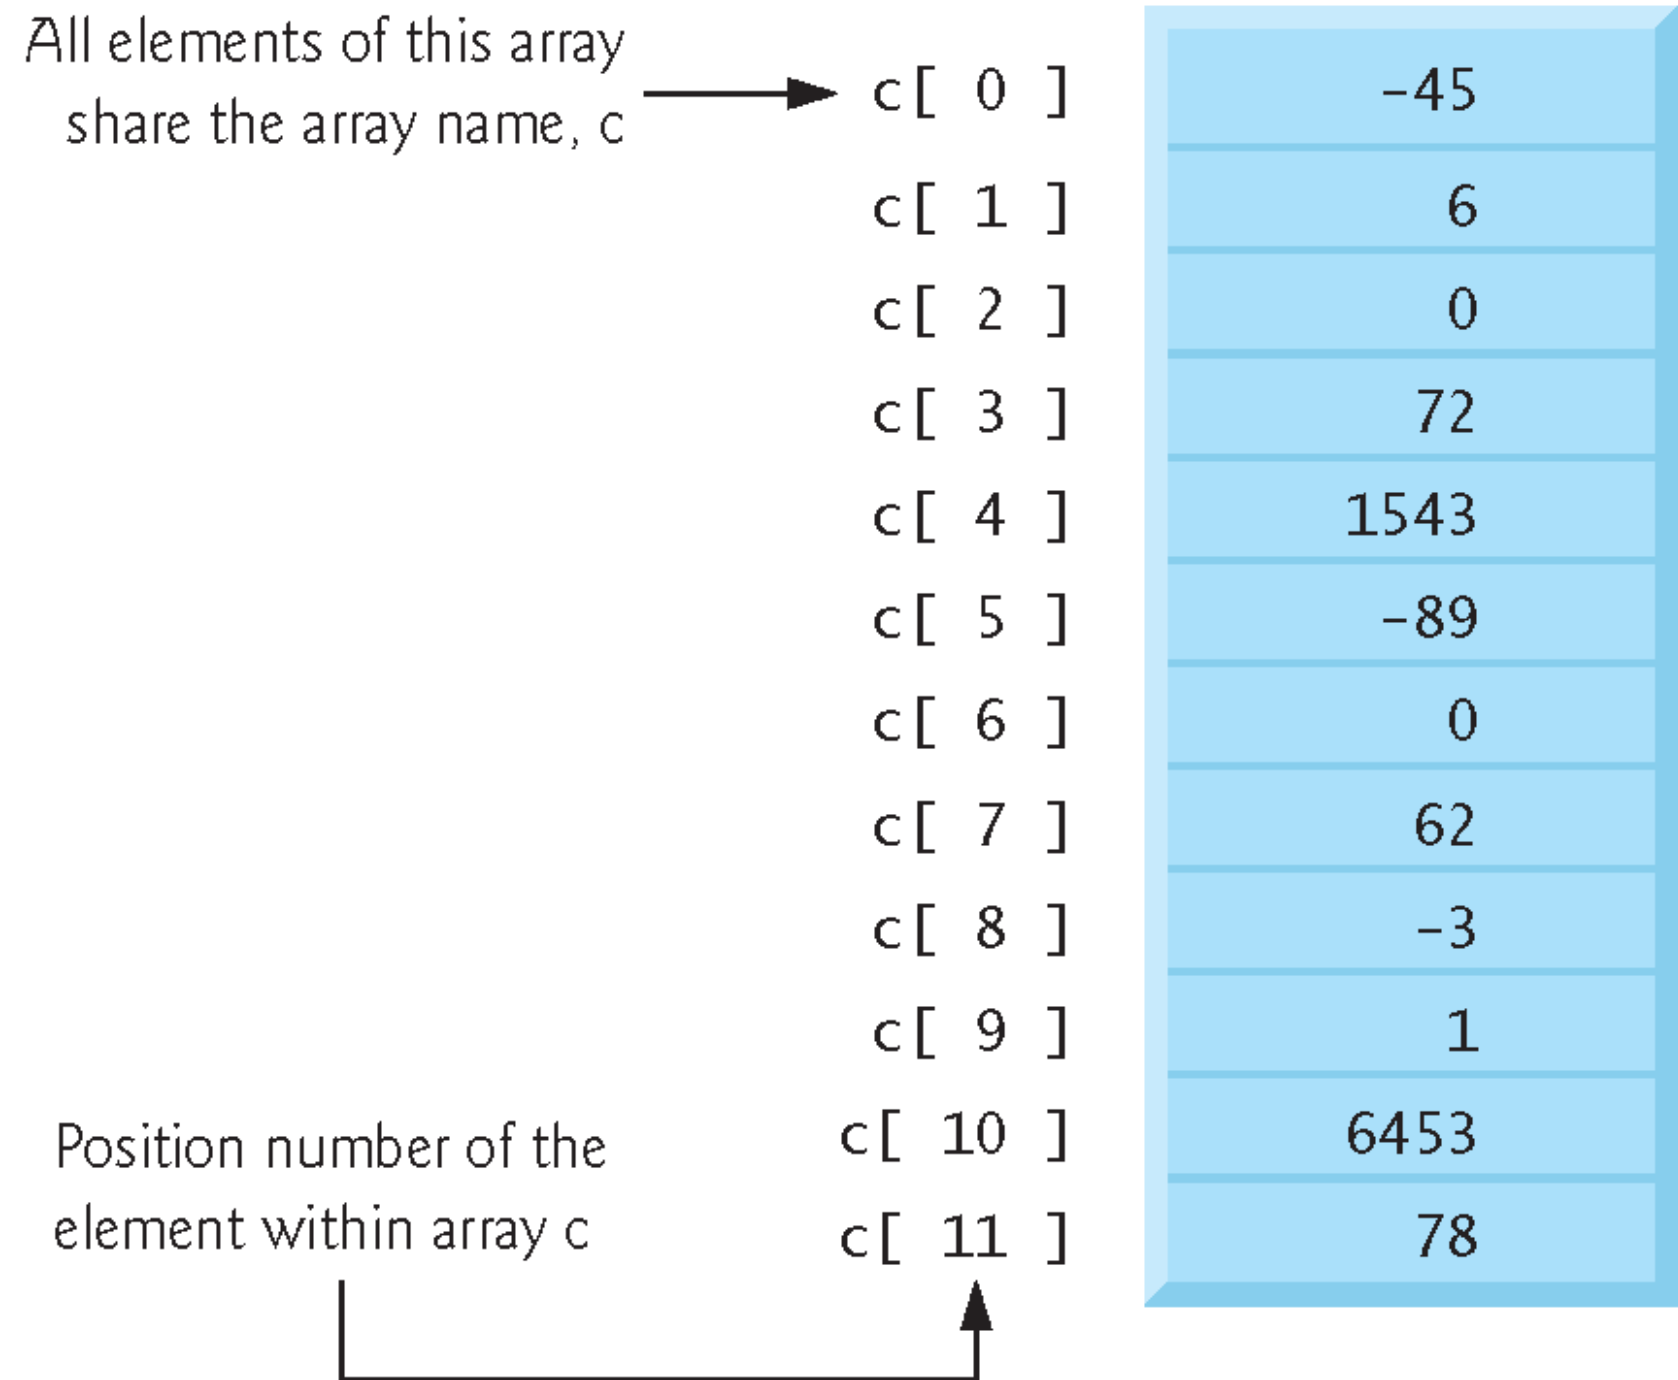 All elements of this array
share the array name, c
c[ 0 ] -45
c[ 1 ] 6
c[ 2 ] 0
c[ 3 ] 72
c[ 4 ] 1543
c[ 5 ] -89
c[ 6 ] 0
c[ 7 ] 62
c[ 8 ] -3
c[ 9 ] 1
c[ 10 ] 6453
c[ 11 ] 78
Position number of the
element within array c